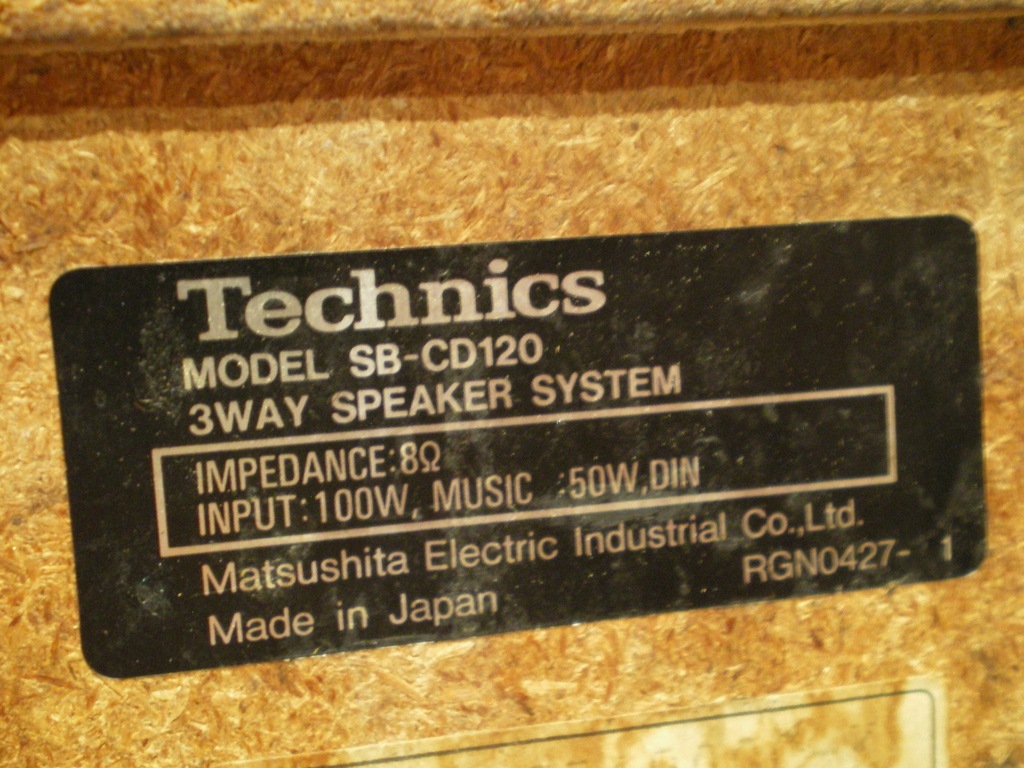 Technics
MODEL SB-CD120
3WAY SPEAKER SYSTEM
IMPEDANCE:8Ω
INPUT:100W, MUSIC :50W,DIN
Matsushita Electric Industrial Co.,Ltd.
Made in Japan RGN0427- 1